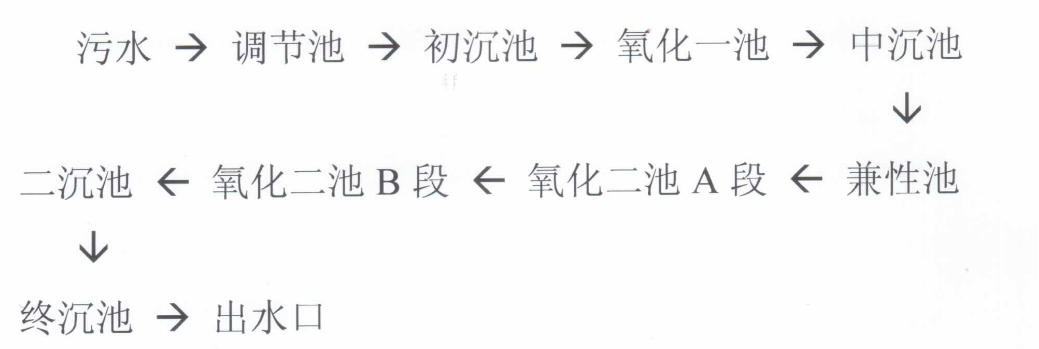 污水 → 调节池 → 初沉池 → 氧化一池 → 中沉池
↓
二沉池 ← 氧化二池 B 段 ← 氧化二池 A 段 ← 兼性池
↓
终沉池 → 出水口